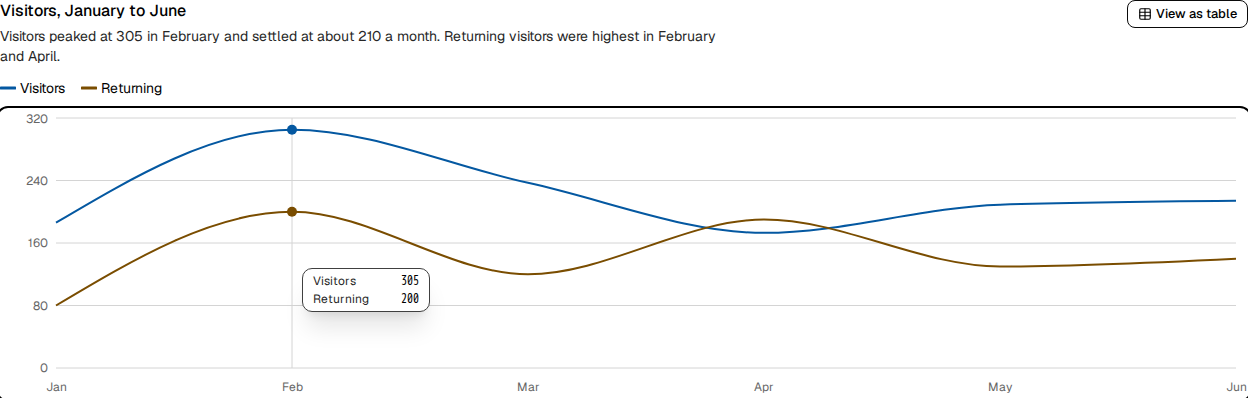 Visitors, January to June
View as table
Visitors peaked at 305 in February and settled at about 210 a month. Returning visitors were highest in February
and April.
Visitors
Returning
320
240
160
80
0
Visitors 305
Returning 200
Jan
Feb
Mar
Apr
May
Jun